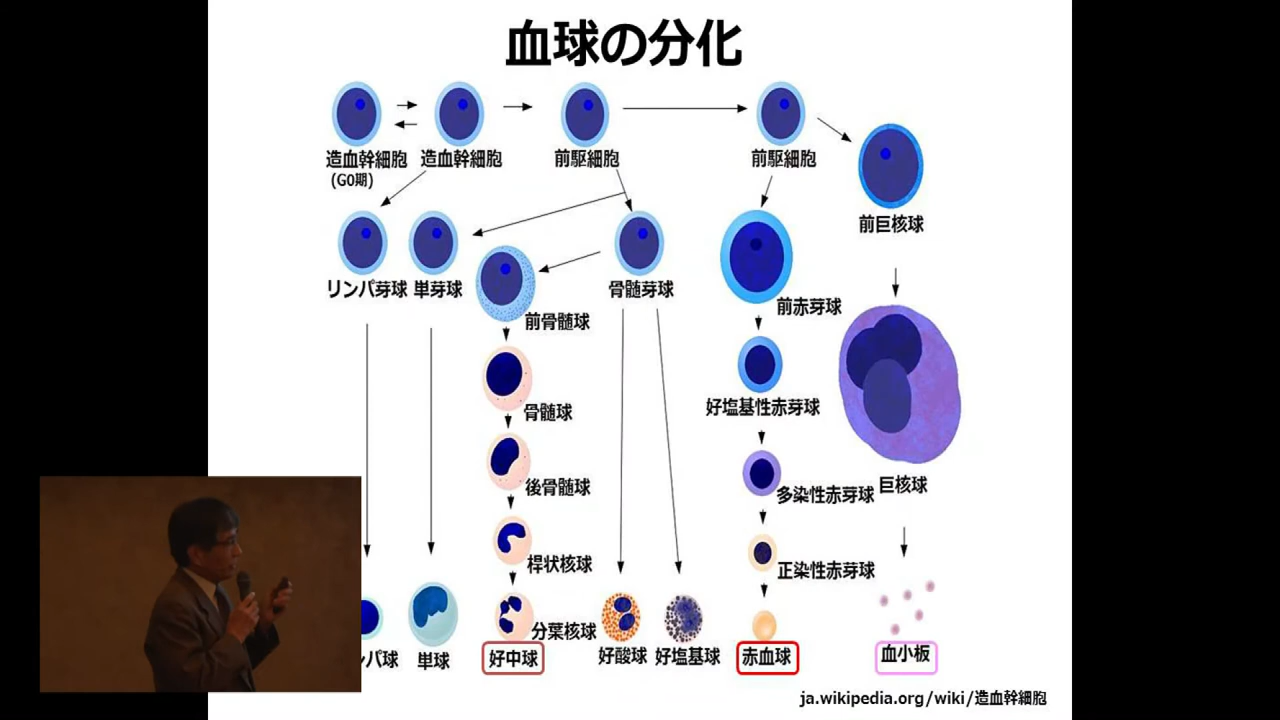 血球の分化
造血幹細胞
(G0期)
造血幹細胞
前駆細胞
前駆細胞
前巨核球
リンパ芽球
単芽球
骨髄芽球
前骨髄球
前赤芽球
骨髄球
好塩基性赤芽球
後骨髄球
多染性赤芽球
巨核球
桿状核球
正染性赤芽球
分葉核球
パ球
単球
好中球
好酸球
好塩基球
赤血球
血小板
ja.wikipedia.org/wiki/造血幹細胞